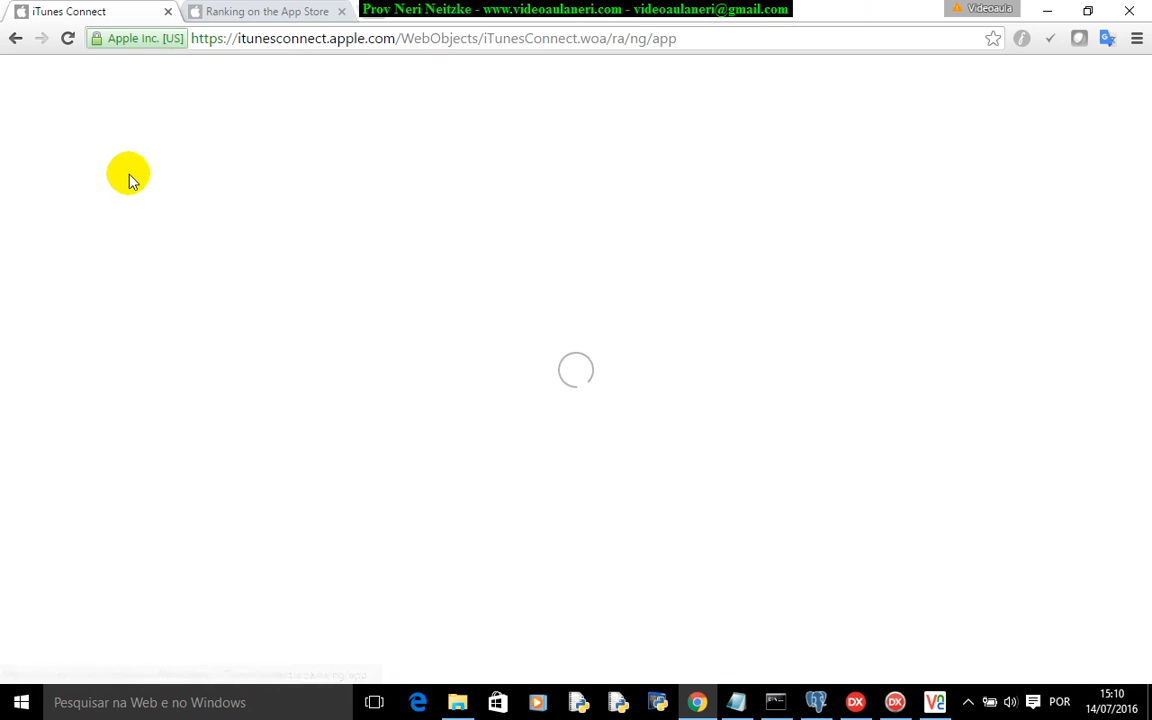 iTunes Connect
Ranking on the App Store
Prov Neri Neitzke - www.videoaulaneri.com - videoaulaneri@gmail.com
Videoaula
Apple Inc. [US]
https://itunesconnect.apple.com/WebObjects/iTunesConnect.woa/ra/ng/app
Pesquisar na Web e no Windows
DX
DX
POR
15:10
14/07/2016